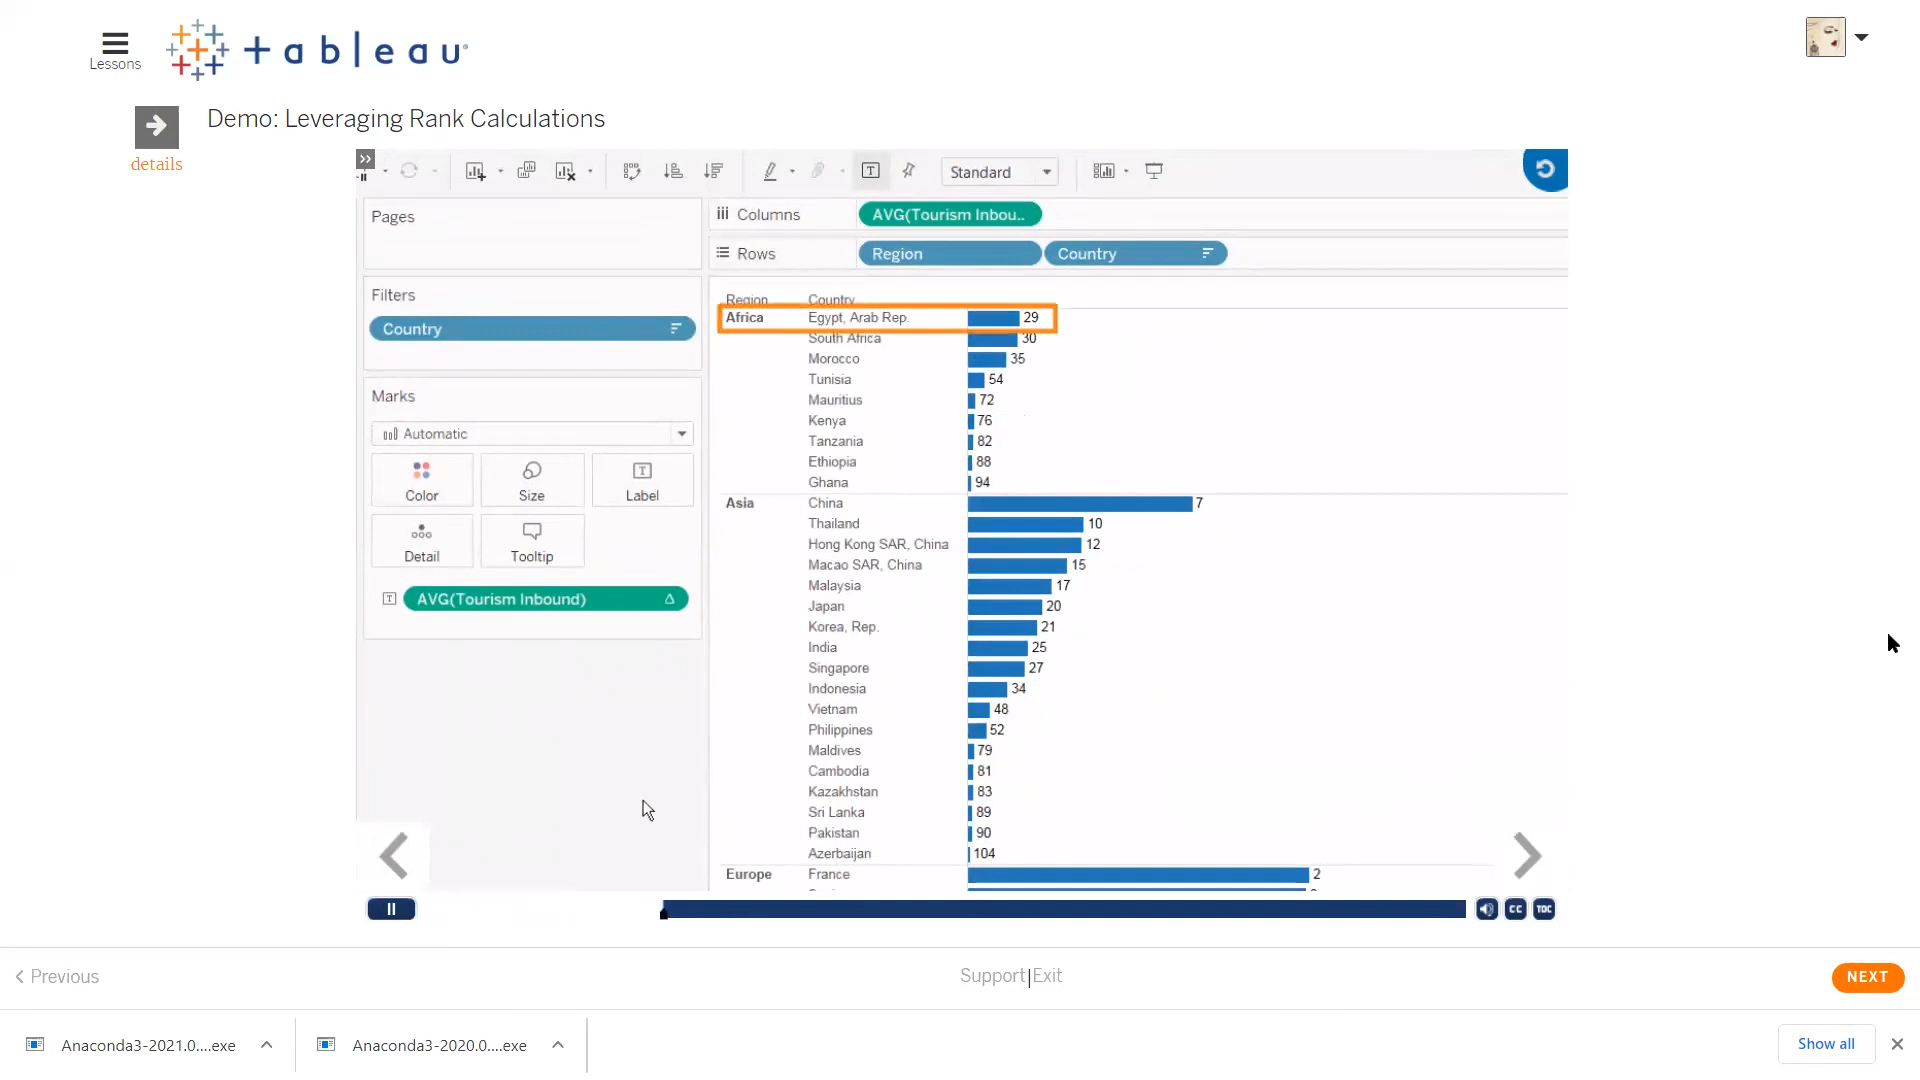 Lessons
+ableau
Demo: Leveraging Rank Calculations
details
Standard
Pages
Columns
AVG(Tourism Inbou..
Rows
Region
Country
Filters
Country
Marks
Automatic
Color
Size
Label
Detail
Tooltip
AVG(Tourism Inbound)
Region Country
Africa Egypt, Arab Rep. 29
South Africa 30
Morocco 35
Tunisia 54
Mauritius 72
Kenya 76
Tanzania 82
Ethiopia 88
Ghana 94
Asia China 7
Thailand 10
Hong Kong SAR, China 12
Macao SAR, China 15
Malaysia 17
Japan 20
Korea, Rep. 21
India 25
Singapore 27
Indonesia 34
Vietnam 48
Philippines 52
Maldives 79
Cambodia 81
Kazakhstan 83
Sri Lanka 89
Pakistan 90
Azerbaijan 104
Europe France 2
CC
TOC
Previous
Support|Exit
NEXT
Anaconda3-2021.0....exe
Anaconda3-2020.0....exe
Show all